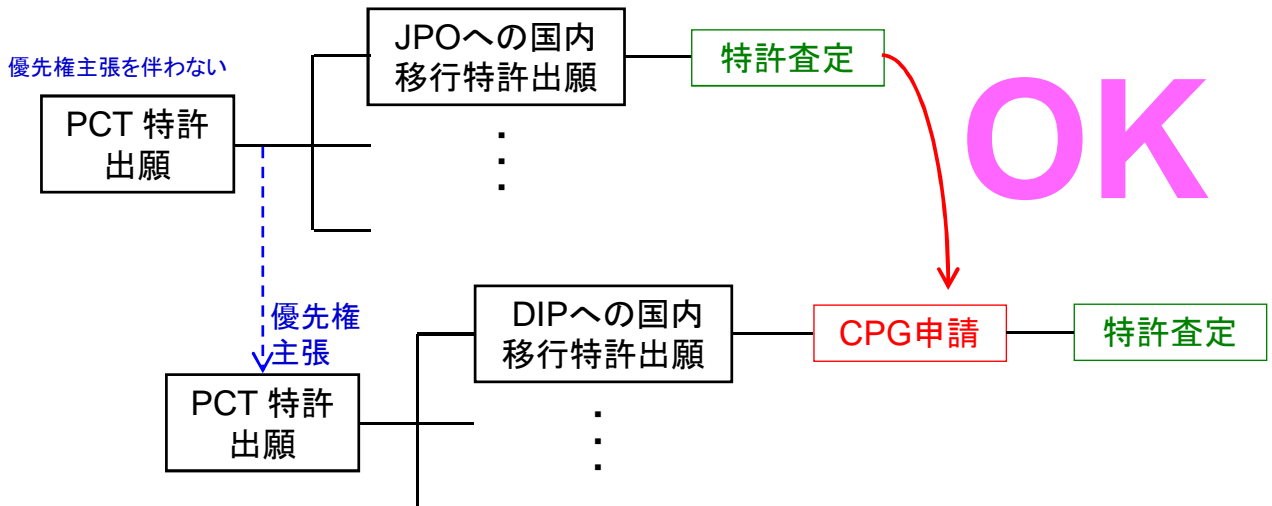 優先権主張を伴わない
PCT 特許
出願
JPOへの国内
移行特許出願
特許査定
OK
優先権
主張
PCT 特許
出願
DIPへの国内
移行特許出願
CPG申請
特許査定